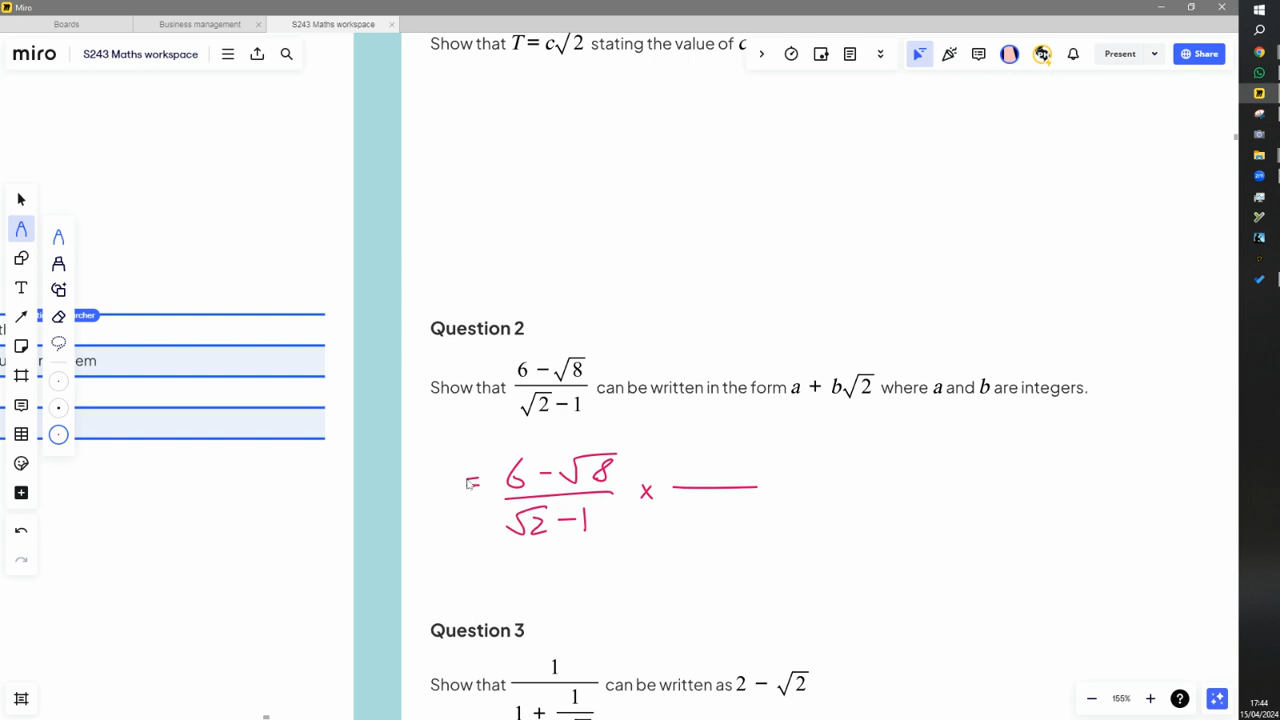 Miro
Boards
Business management
S243 Maths workspace
miro
S243 Maths workspace
Present
Share
Show that T = c√2 stating the value of c
Question 2
Show that (6 − √8)/(√2 − 1) can be written in the form a + b√2 where a and b are integers.
= (6 − √8)/(√2 − 1) ×
em
Question 3
Show that 1/(1 + 1/√ can be written as 2 − √2
155%
17:44
15/04/2024